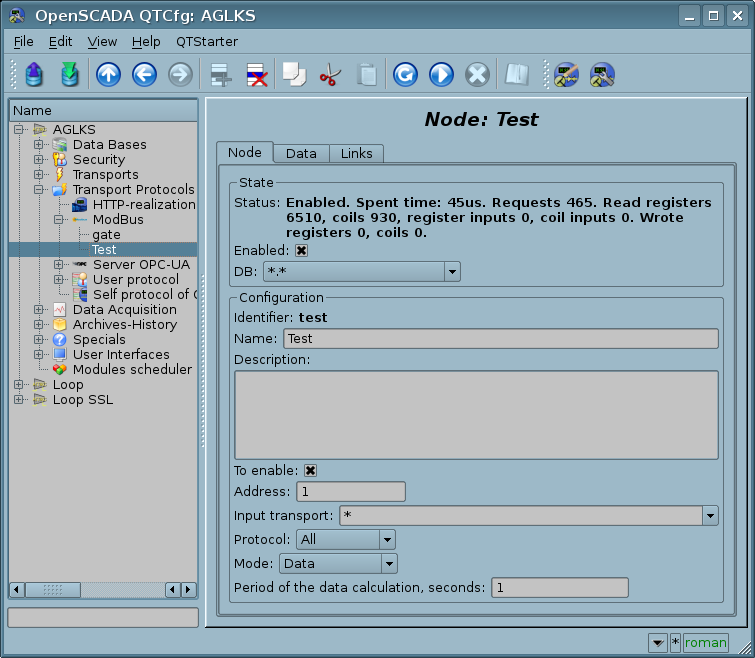 OpenSCADA QTCfg: AGLKS
File Edit View Help QTStarter
Name
AGLKS
Data Bases
Security
Transports
Transport Protocols
HTTP-realization
ModBus
gate
Test
Server OPC-UA
User protocol
Self protocol of
Data Acquisition
Archives-History
Specials
User Interfaces
Modules scheduler
Loop
Loop SSL
Node: Test
Node Data Links
State
Status: Enabled. Spent time: 45us. Requests 465. Read registers
6510, coils 930, register inputs 0, coil inputs 0. Wrote
registers 0, coils 0.
Enabled:
DB: *.*
Configuration
Identifier: test
Name: Test
Description:
To enable:
Address: 1
Input transport: *
Protocol: All
Mode: Data
Period of the data calculation, seconds: 1
* roman